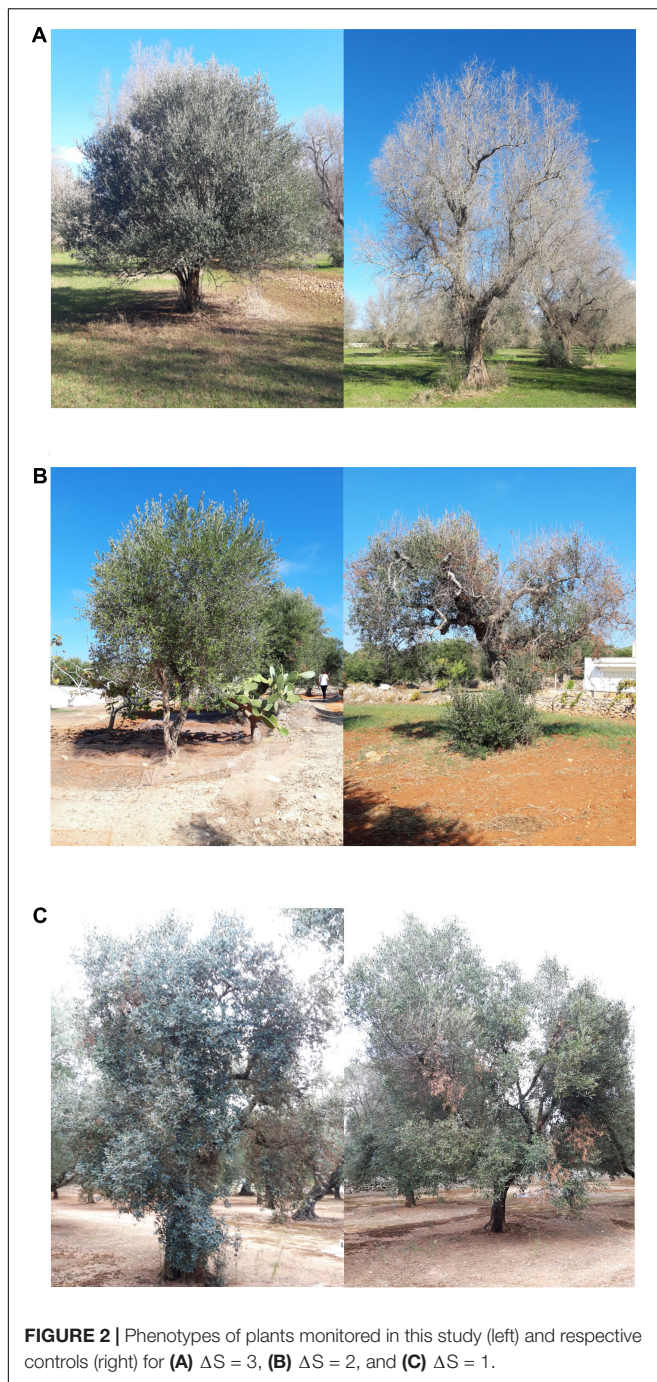 A
B
C
FIGURE 2 | Phenotypes of plants monitored in this study (left) and respective
controls (right) for (A) ΔS = 3, (B) ΔS = 2, and (C) ΔS = 1.